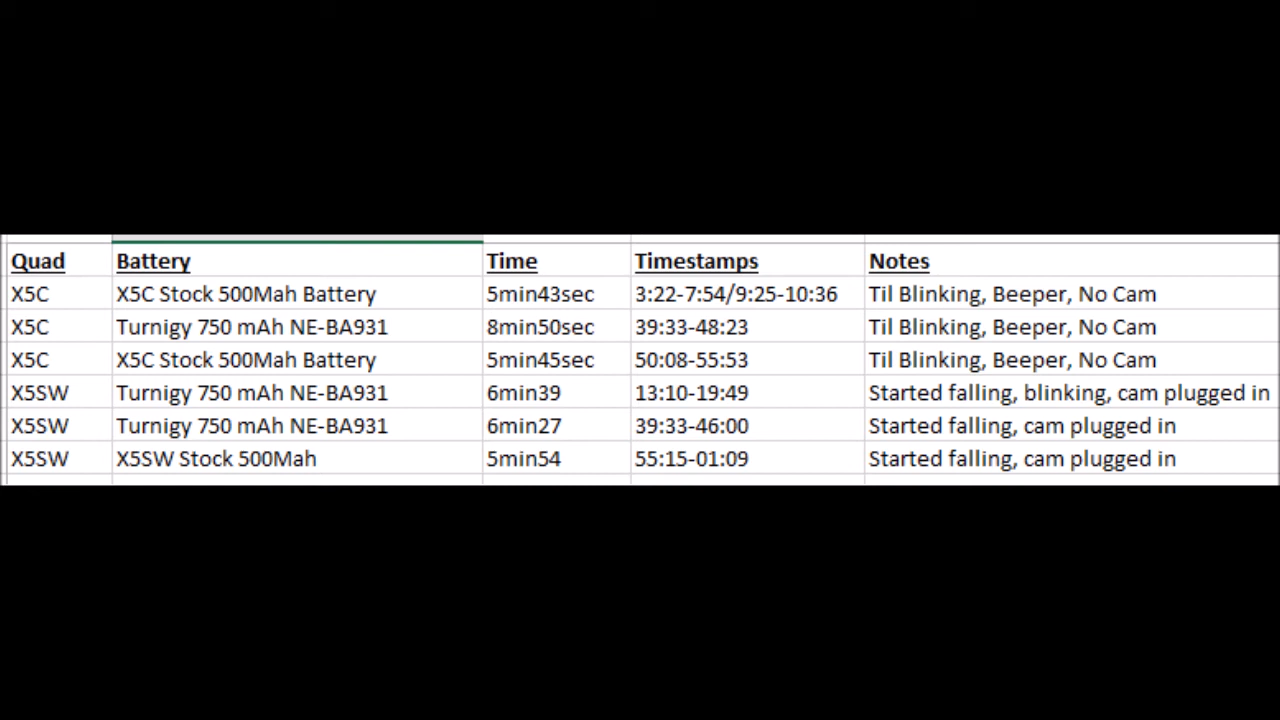 Quad Battery Time Timestamps Notes
X5C X5C Stock 500Mah Battery 5min43sec 3:22-7:54/9:25-10:36 Til Blinking, Beeper, No Cam
X5C Turnigy 750 mAh NE-BA931 8min50sec 39:33-48:23 Til Blinking, Beeper, No Cam
X5C X5C Stock 500Mah Battery 5min45sec 50:08-55:53 Til Blinking, Beeper, No Cam
X5SW Turnigy 750 mAh NE-BA931 6min39 13:10-19:49 Started falling, blinking, cam plugged in
X5SW Turnigy 750 mAh NE-BA931 6min27 39:33-46:00 Started falling, cam plugged in
X5SW X5SW Stock 500Mah 5min54 55:15-01:09 Started falling, cam plugged in